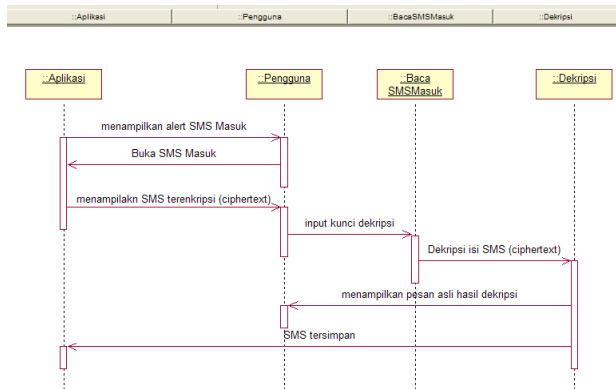 ::Aplikasi ::Pengguna ::BacaSMSMasuk ::Dekripsi
::Aplikasi ::Pengguna ::Baca ::Dekripsi
SMSMasuk
menampilkan alert SMS Masuk
Buka SMS Masuk
menampilakn SMS terenkripsi (ciphertext)
input kunci dekripsi
Dekripsi isi SMS (ciphertext)
menampilkan pesan asli hasil dekripsi
SMS tersimpan